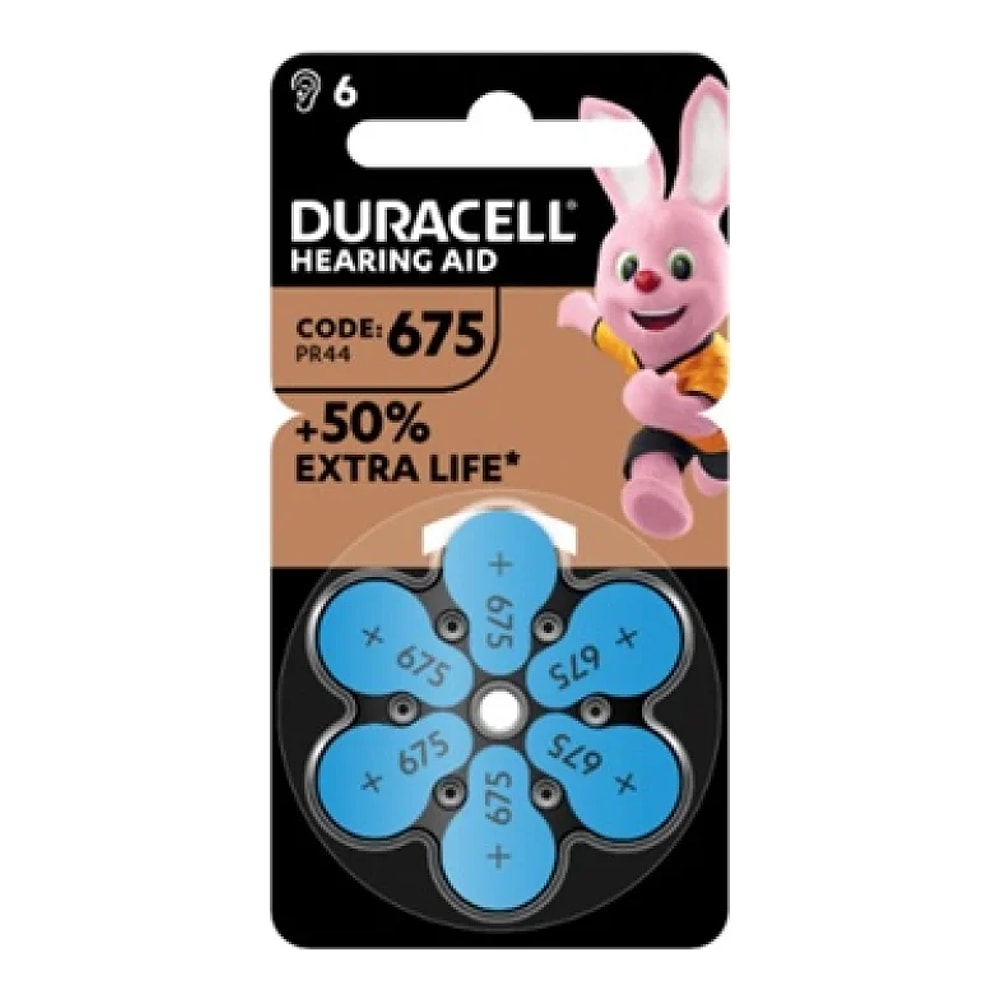 6
DURACELL®
HEARING AID
CODE: 675
PR44
+50%
EXTRA LIFE*
+ 675
+ 675
+ 675
+ 675
+ 675
+ 675